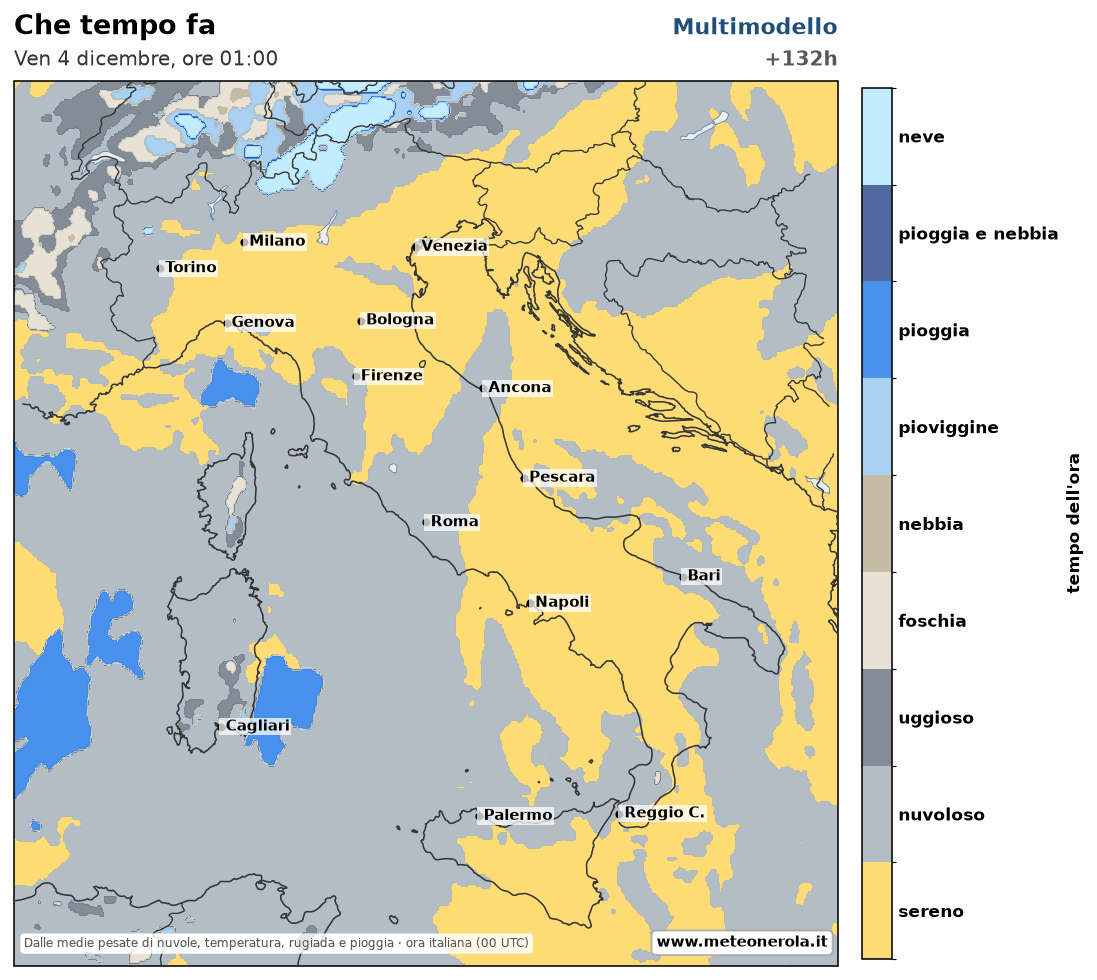 Che tempo fa
Multimodello
Ven 4 dicembre, ore 01:00
+132h
neve
pioggia e nebbia
pioggia
pioviggine
nebbia
foschia
uggioso
nuvoloso
sereno
tempo dell'ora
Milano
Venezia
Torino
Genova
Bologna
Firenze
Ancona
Pescara
Roma
Bari
Napoli
Cagliari
Palermo
Reggio C.
Dalle medie pesate di nuvole, temperatura, rugiada e pioggia · ora italiana (00 UTC)
www.meteonerola.it